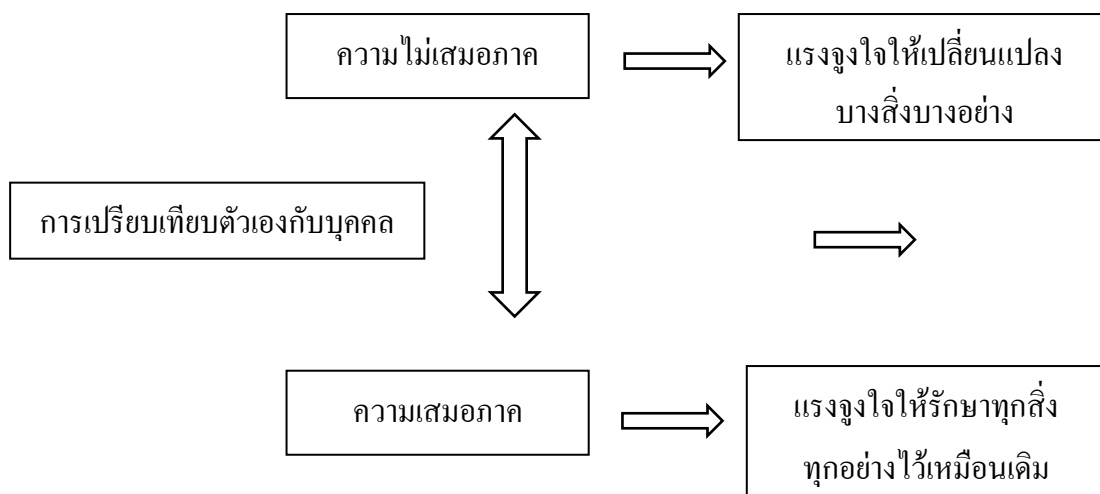 ความไม่เสมอภาค
แรงจูงใจให้เปลี่ยนแปลง
บางสิ่งบางอย่าง
การเปรียบเทียบตัวเองกับบุคคล
ความเสมอภาค
แรงจูงใจให้รักษาทุกสิ่ง
ทุกอย่างไว้เหมือนเดิม